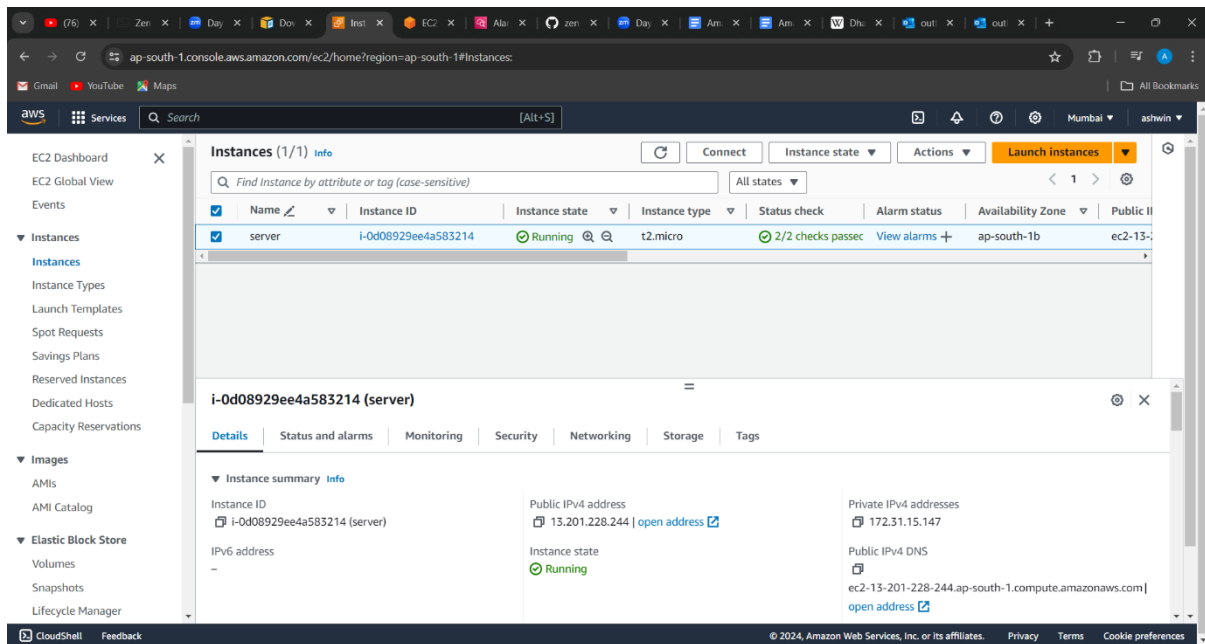 (76)
Zen
Day
Dov
Inst
EC2
Alar
zen
Day
Am
Am
W Dha
outl
outl
ap-south-1.console.aws.amazon.com/ec2/home?region=ap-south-1#Instances:
A
Gmail YouTube Maps
All Bookmarks
aws Services Search [Alt+S] Mumbai ▼ ashwin ▼
EC2 Dashboard
EC2 Global View
Events
▼ Instances
Instances
Instance Types
Launch Templates
Spot Requests
Savings Plans
Reserved Instances
Dedicated Hosts
Capacity Reservations
▼ Images
AMIs
AMI Catalog
▼ Elastic Block Store
Volumes
Snapshots
Lifecycle Manager
Instances (1/1) Info
Connect Instance state ▼ Actions ▼ Launch instances ▼
Find Instance by attribute or tag (case-sensitive) All states ▼
< 1 >
Name Instance ID Instance state Instance type Status check Alarm status Availability Zone Public II
server i-0d08929ee4a583214 Running t2.micro 2/2 checks passec View alarms + ap-south-1b ec2-13-2
i-0d08929ee4a583214 (server)
Details Status and alarms Monitoring Security Networking Storage Tags
▼ Instance summary Info
Instance ID
i-0d08929ee4a583214 (server)
Public IPv4 address
13.201.228.244 | open address
Private IPv4 addresses
172.31.15.147
IPv6 address
–
Instance state
Running
Public IPv4 DNS
ec2-13-201-228-244.ap-south-1.compute.amazonaws.com |
open address
CloudShell Feedback © 2024, Amazon Web Services, Inc. or its affiliates. Privacy Terms Cookie preferences